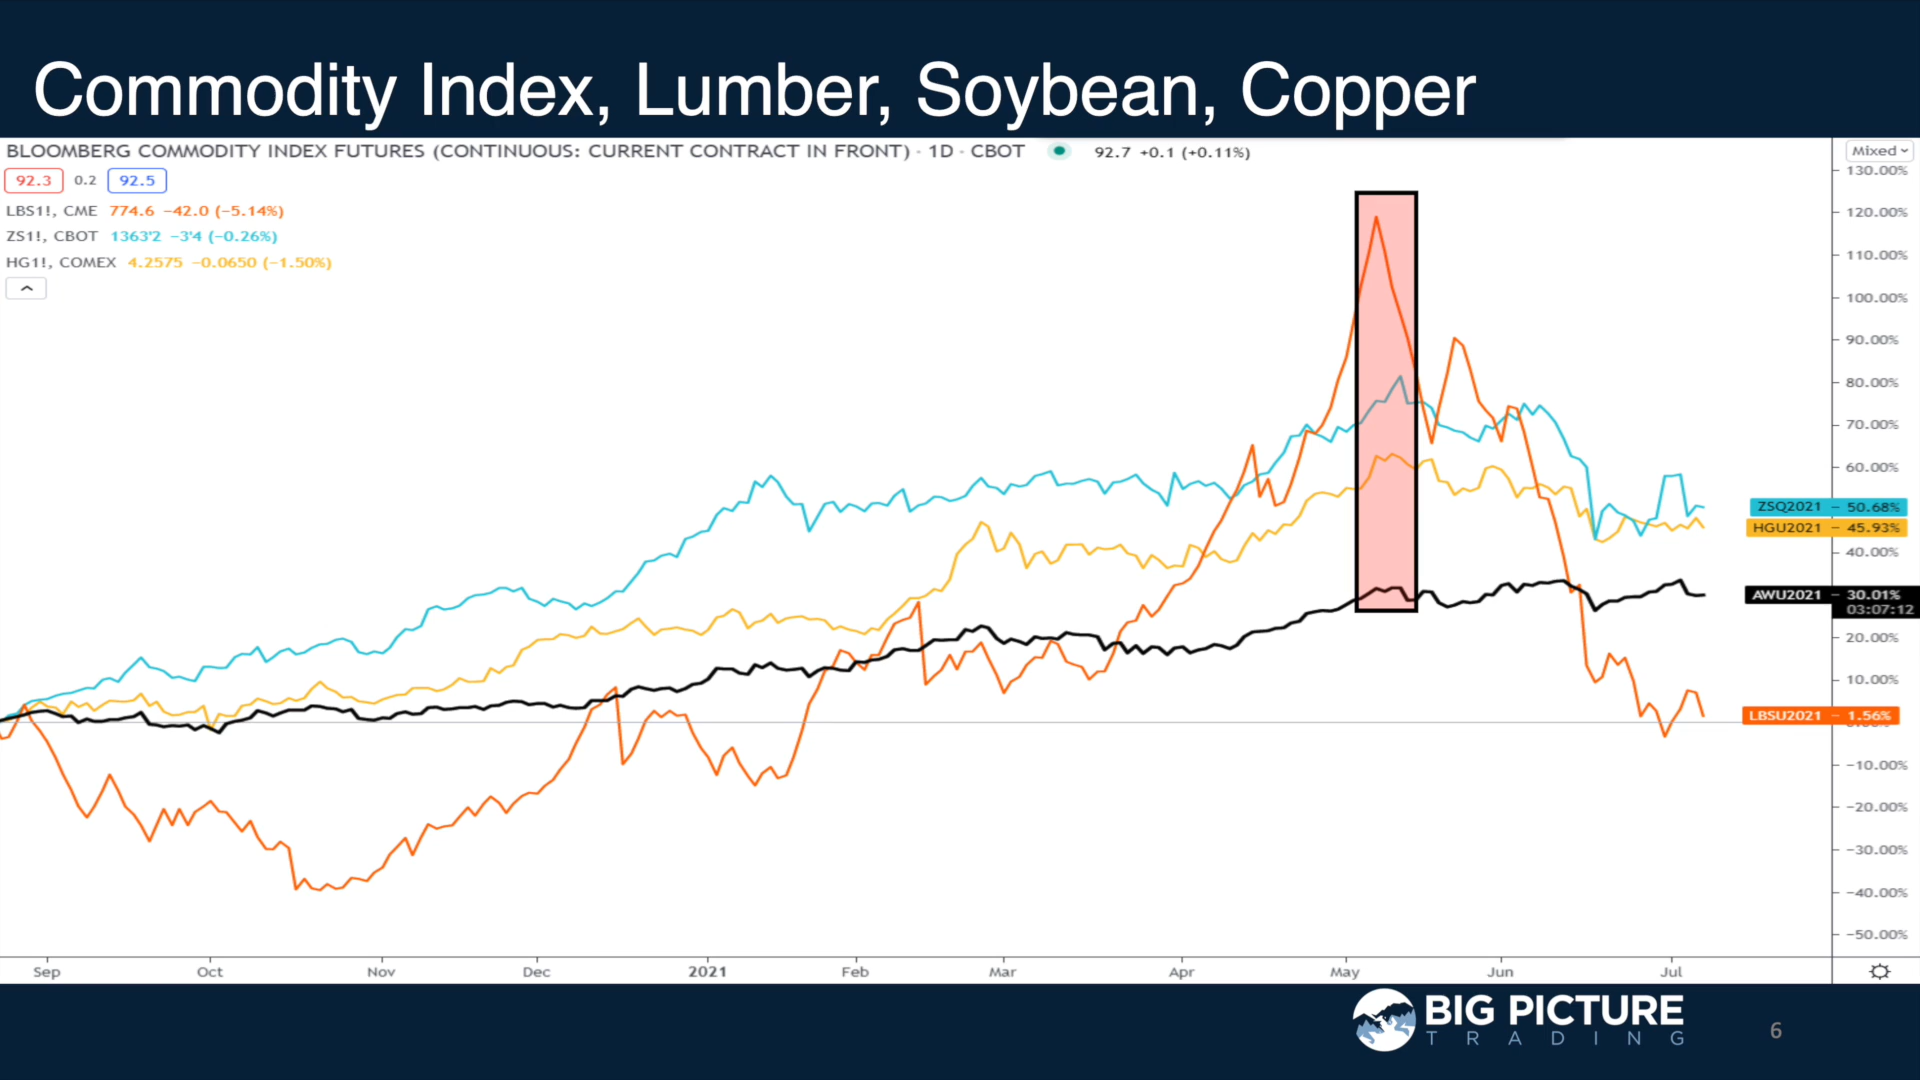 Commodity Index, Lumber, Soybean, Copper
BLOOMBERG COMMODITY INDEX FUTURES (CONTINUOUS: CURRENT CONTRACT IN FRONT) · 1D · CBOT 92.7 +0.1 (+0.11%)
Mixed
92.3 0.2 92.5
LBS1!, CME 774.6 −42.0 (−5.14%)
ZS1!, CBOT 1363'2 −3'4 (−0.26%)
HG1!, COMEX 4.2575 −0.0650 (−1.50%)
130.00%
120.00%
110.00%
100.00%
90.00%
80.00%
70.00%
60.00%
ZSQ2021 − 50.68%
HGU2021 − 45.93%
40.00%
AWU2021 − 30.01%
03:07:12
20.00%
10.00%
LBSU2021 − 1.56%
−10.00%
−20.00%
−30.00%
−40.00%
−50.00%
Sep Oct Nov Dec 2021 Feb Mar Apr May Jun Jul
BIG PICTURE
TRADING
6